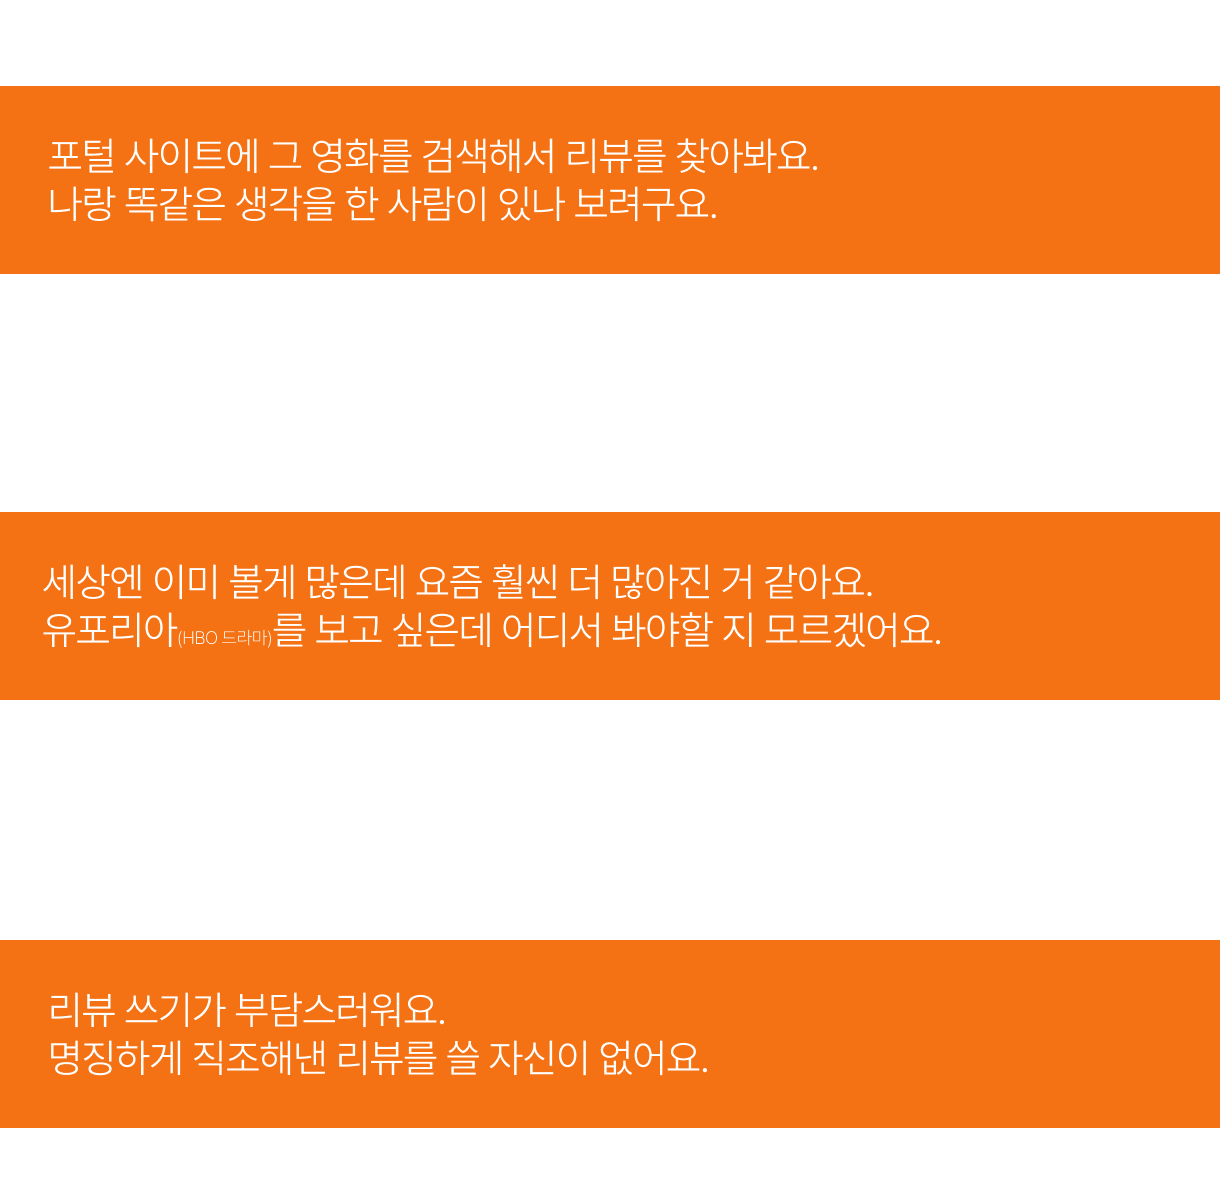 포털 사이트에 그 영화를 검색해서 리뷰를 찾아봐요.
나랑 똑같은 생각을 한 사람이 있나 보려구요.
세상엔 이미 볼게 많은데 요즘 훨씬 더 많아진 거 같아요.
유포리아(HBO 드라마)를 보고 싶은데 어디서 봐야할 지 모르겠어요.
리뷰 쓰기가 부담스러워요.
명징하게 직조해낸 리뷰를 쓸 자신이 없어요.